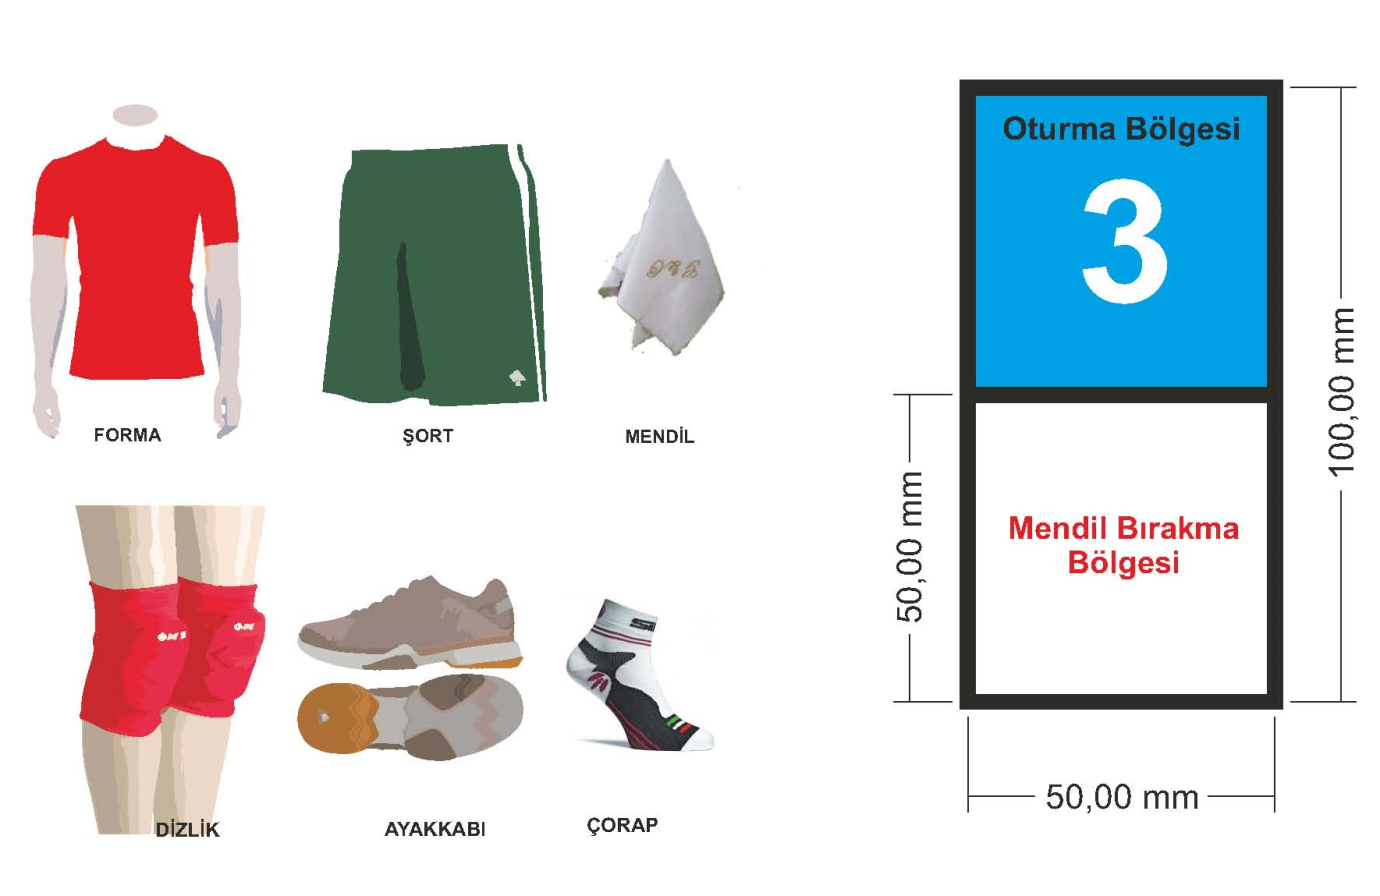 FORMA
ŞORT
MENDİL
DİZLİK
AYAKKABI
ÇORAP
Oturma Bölgesi
3
Mendil Bırakma
Bölgesi
50,00 mm
100,00 mm
50,00 mm